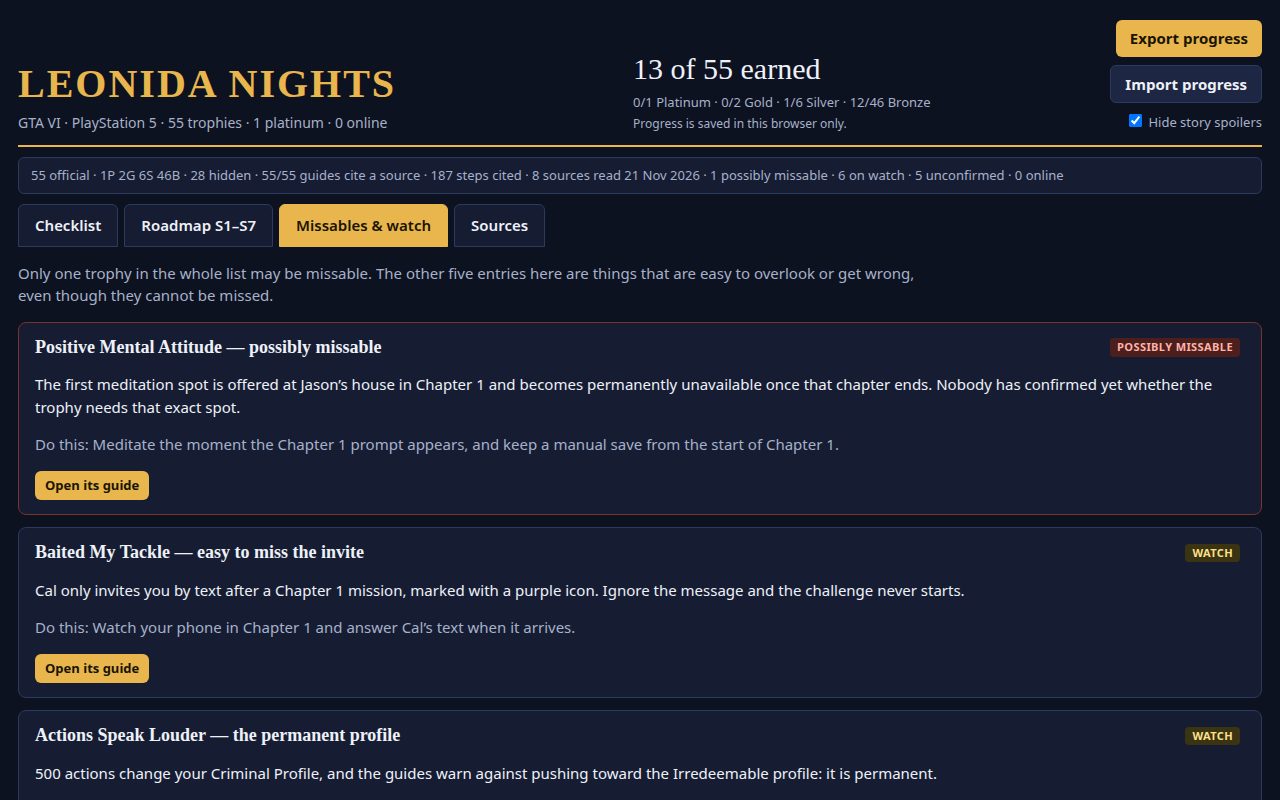 LEONIDA NIGHTS
GTA VI · PlayStation 5 · 55 trophies · 1 platinum · 0 online
13 of 55 earned
0/1 Platinum · 0/2 Gold · 1/6 Silver · 12/46 Bronze
Progress is saved in this browser only.
Export progress
Import progress
Hide story spoilers
55 official · 1P 2G 6S 46B · 28 hidden · 55/55 guides cite a source · 187 steps cited · 8 sources read 21 Nov 2026 · 1 possibly missable · 6 on watch · 5 unconfirmed · 0 online
Checklist
Roadmap S1–S7
Missables & watch
Sources
Only one trophy in the whole list may be missable. The other five entries here are things that are easy to overlook or get wrong,
even though they cannot be missed.
Positive Mental Attitude — possibly missable
POSSIBLY MISSABLE
The first meditation spot is offered at Jason’s house in Chapter 1 and becomes permanently unavailable once that chapter ends. Nobody has confirmed yet whether the
trophy needs that exact spot.
Do this: Meditate the moment the Chapter 1 prompt appears, and keep a manual save from the start of Chapter 1.
Open its guide
Baited My Tackle — easy to miss the invite
WATCH
Cal only invites you by text after a Chapter 1 mission, marked with a purple icon. Ignore the message and the challenge never starts.
Do this: Watch your phone in Chapter 1 and answer Cal’s text when it arrives.
Open its guide
Actions Speak Louder — the permanent profile
WATCH
500 actions change your Criminal Profile, and the guides warn against pushing toward the Irredeemable profile: it is permanent.